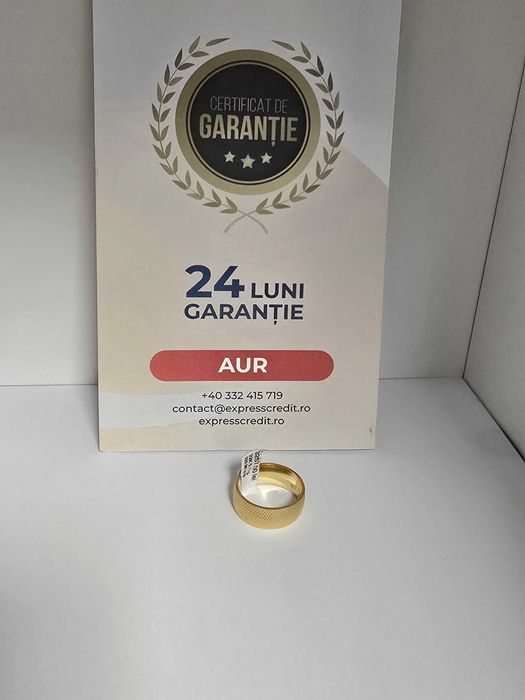 CERTIFICAT DE
GARANȚIE
24 LUNI
GARANȚIE
AUR
+40 332 415 719
contact@expresscredit.ro
expresscredit.ro